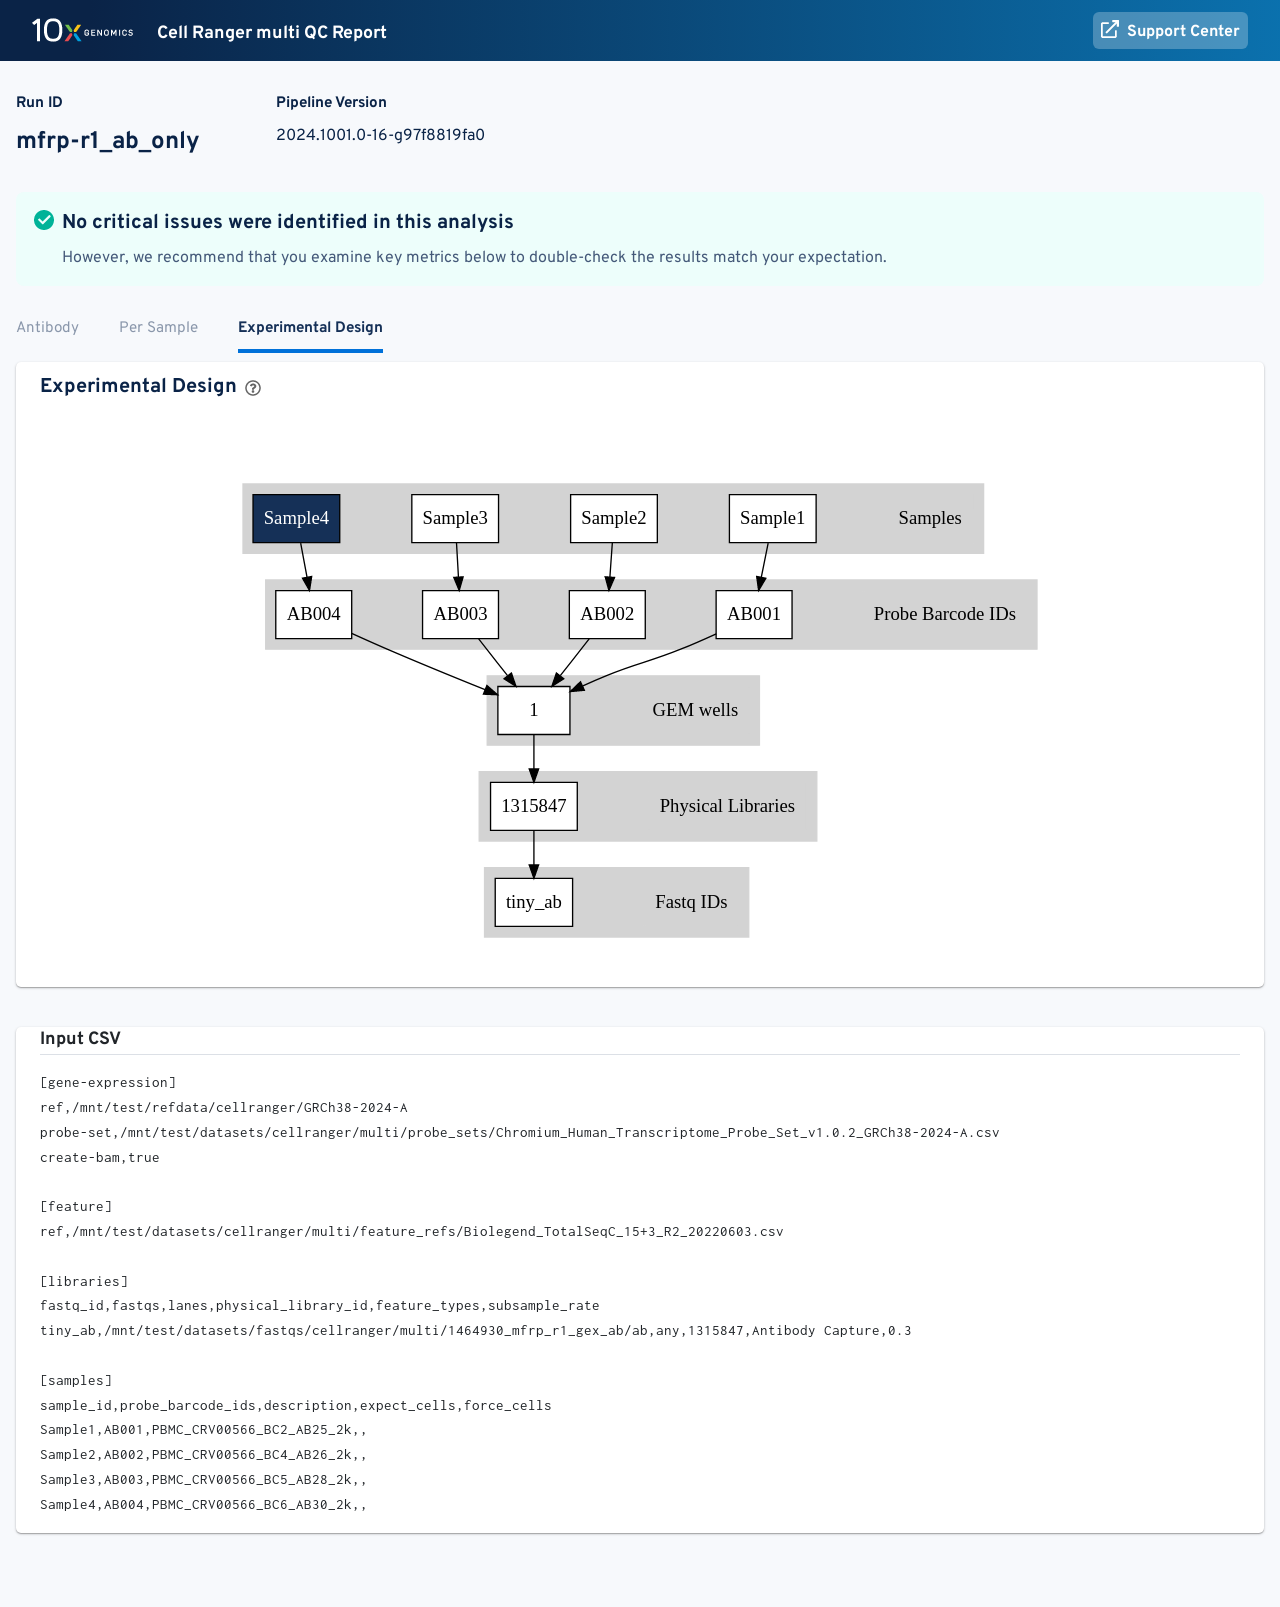 10X GENOMICS Cell Ranger multi QC Report Support Center
Run ID Pipeline Version
mfrp-r1_ab_only 2024.1001.0-16-g97f8819fa0
No critical issues were identified in this analysis
However, we recommend that you examine key metrics below to double-check the results match your expectation.
Antibody Per Sample Experimental Design
Experimental Design ?
Sample4 Sample3 Sample2 Sample1 Samples
AB004 AB003 AB002 AB001 Probe Barcode IDs
1 GEM wells
1315847 Physical Libraries
tiny_ab Fastq IDs
Input CSV
[gene-expression]
ref,/mnt/test/refdata/cellranger/GRCh38-2024-A
probe-set,/mnt/test/datasets/cellranger/multi/probe_sets/Chromium_Human_Transcriptome_Probe_Set_v1.0.2_GRCh38-2024-A.csv
create-bam,true
[feature]
ref,/mnt/test/datasets/cellranger/multi/feature_refs/Biolegend_TotalSeqC_15+3_R2_20220603.csv
[libraries]
fastq_id,fastqs,lanes,physical_library_id,feature_types,subsample_rate
tiny_ab,/mnt/test/datasets/fastqs/cellranger/multi/1464930_mfrp_r1_gex_ab/ab,any,1315847,Antibody Capture,0.3
[samples]
sample_id,probe_barcode_ids,description,expect_cells,force_cells
Sample1,AB001,PBMC_CRV00566_BC2_AB25_2k,,
Sample2,AB002,PBMC_CRV00566_BC4_AB26_2k,,
Sample3,AB003,PBMC_CRV00566_BC5_AB28_2k,,
Sample4,AB004,PBMC_CRV00566_BC6_AB30_2k,,